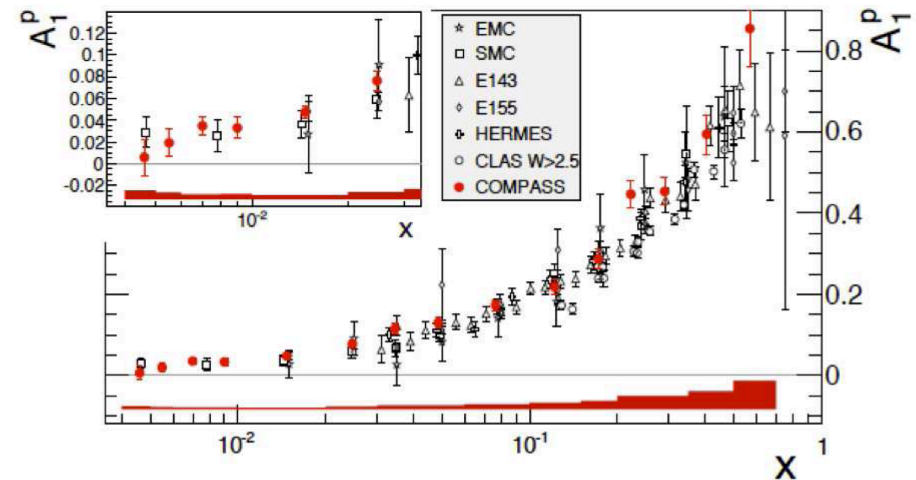 A₁ᵖ
0.12
0.1
0.08
0.06
0.04
0.02
0
-0.02
10⁻²
x
EMC
SMC
E143
E155
HERMES
CLAS W>2.5
COMPASS
A₁ᵖ
0.8
0.6
0.4
0.2
0
10⁻²
10⁻¹
1
x